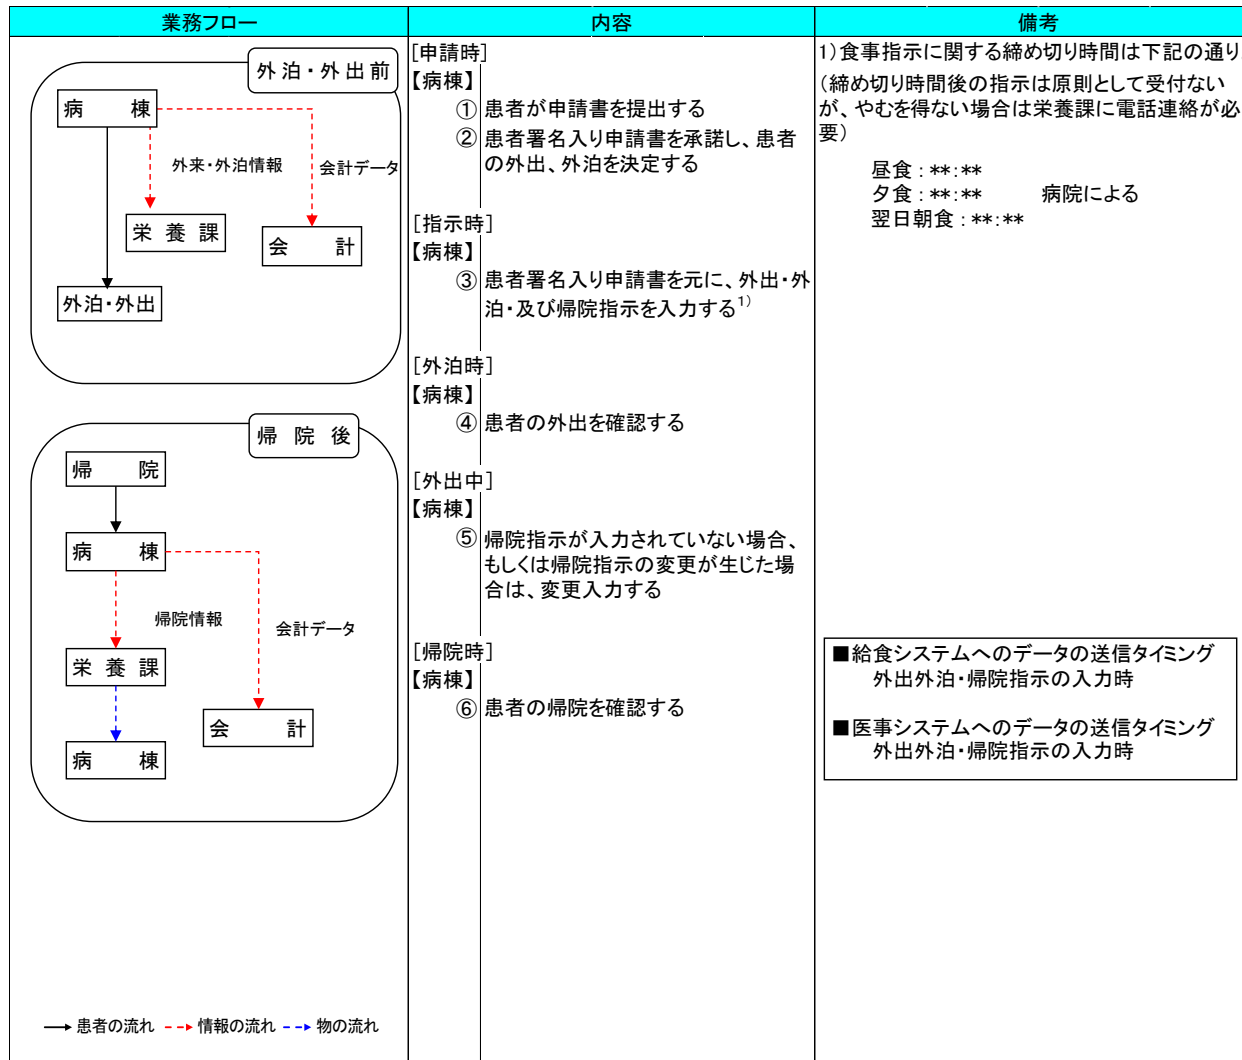 業務フロー
内容
備考
外泊・外出前
病　棟
外来・外泊情報
会計データ
栄養課
会　計
外泊・外出
帰院後
帰　院
病　棟
帰院情報
会計データ
栄養課
会　計
病　棟
患者の流れ
情報の流れ
物の流れ
[申請時]
【病棟】
① 患者が申請書を提出する
② 患者署名入り申請書を承諾し、患者
の外出、外泊を決定する
[指示時]
【病棟】
③ 患者署名入り申請書を元に、外出・外
泊・及び帰院指示を入力する1)
[外泊時]
【病棟】
④ 患者の外出を確認する
[外出中]
【病棟】
⑤ 帰院指示が入力されていない場合、
もしくは帰院指示の変更が生じた場
合は、変更入力する
[帰院時]
【病棟】
⑥ 患者の帰院を確認する
1)食事指示に関する締め切り時間は下記の通り
(締め切り時間後の指示は原則として受付ない
が、やむを得ない場合は栄養課に電話連絡が必
要)
昼食：**:**
夕食：**:**　　病院による
翌日朝食：**:**
■給食システムへのデータの送信タイミング
外出外泊・帰院指示の入力時
■医事システムへのデータの送信タイミング
外出外泊・帰院指示の入力時